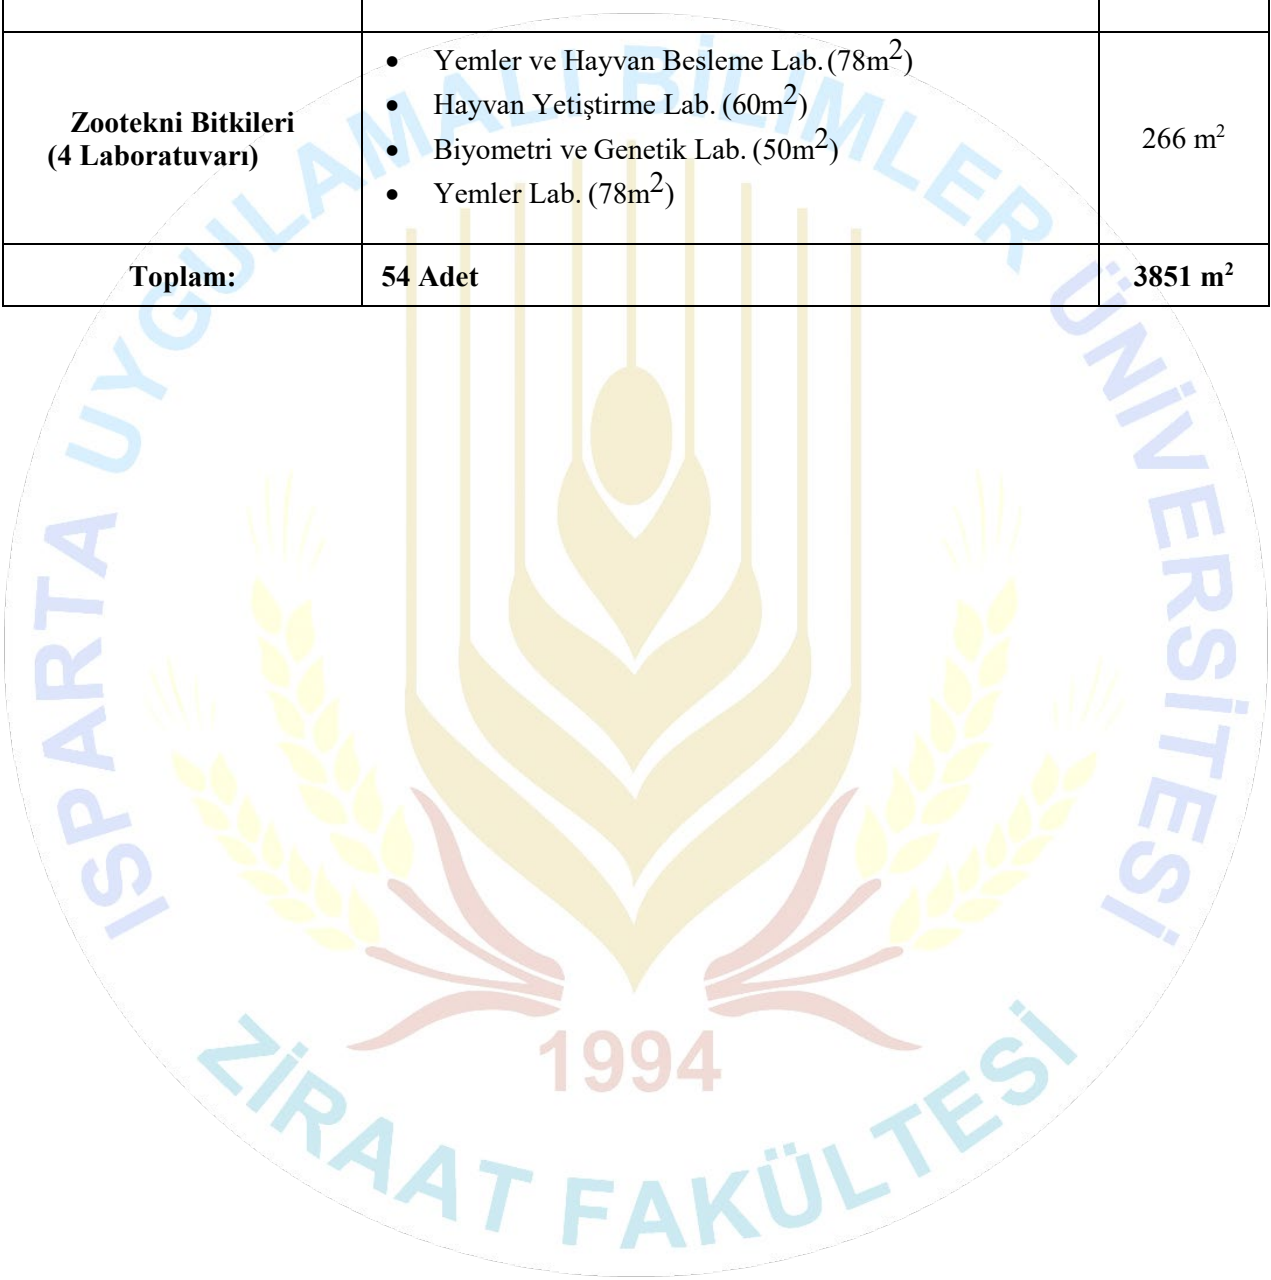 Yemler ve Hayvan Besleme Lab. (78m²)
Hayvan Yetiştirme Lab. (60m²)
Biyometri ve Genetik Lab. (50m²)
Yemler Lab. (78m²)
Zootekni Bitkileri
(4 Laboratuvarı)
266 m²
Toplam:
54 Adet
3851 m²
ISPARTA UYGULAMALI BİLİMLER ÜNİVERSİTESİ
1994
ZİRAAT FAKÜLTESİ